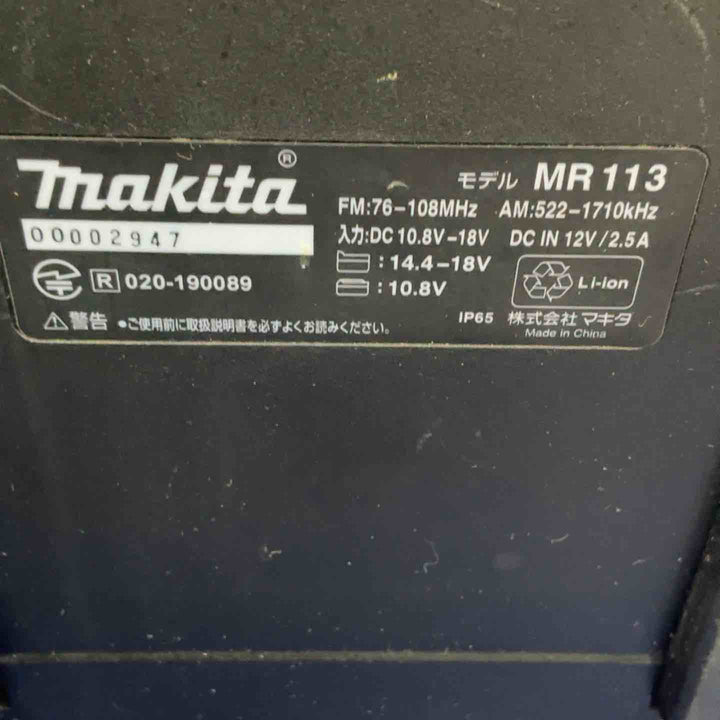 makita®
モデル MR113
00002947
FM:76-108MHz AM:522-1710kHz
入力:DC 10.8V-18V DC IN 12V/2.5A
:14.4-18V
:10.8V
Li-ion
R 020-190089
警告 ●ご使用前に取扱説明書を必ずよくお読みください。
IP65 株式会社マキタ
Made in China